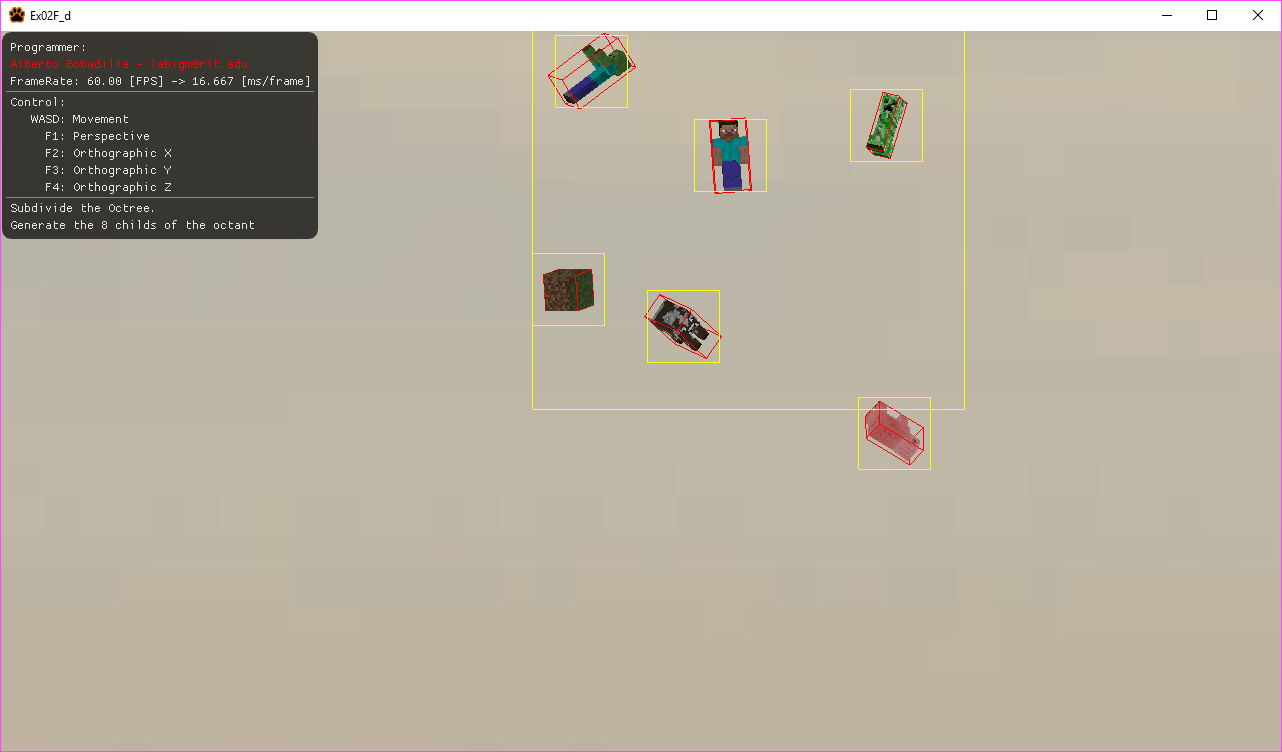 Ex02F_d
Programmer:
Alberto Bobadilla - labigm@rit.edu
FrameRate: 60.00 [FPS] -> 16.667 [ms/frame]
Control:
WASD: Movement
F1: Perspective
F2: Orthographic X
F3: Orthographic Y
F4: Orthographic Z
Subdivide the Octree.
Generate the 8 childs of the octant